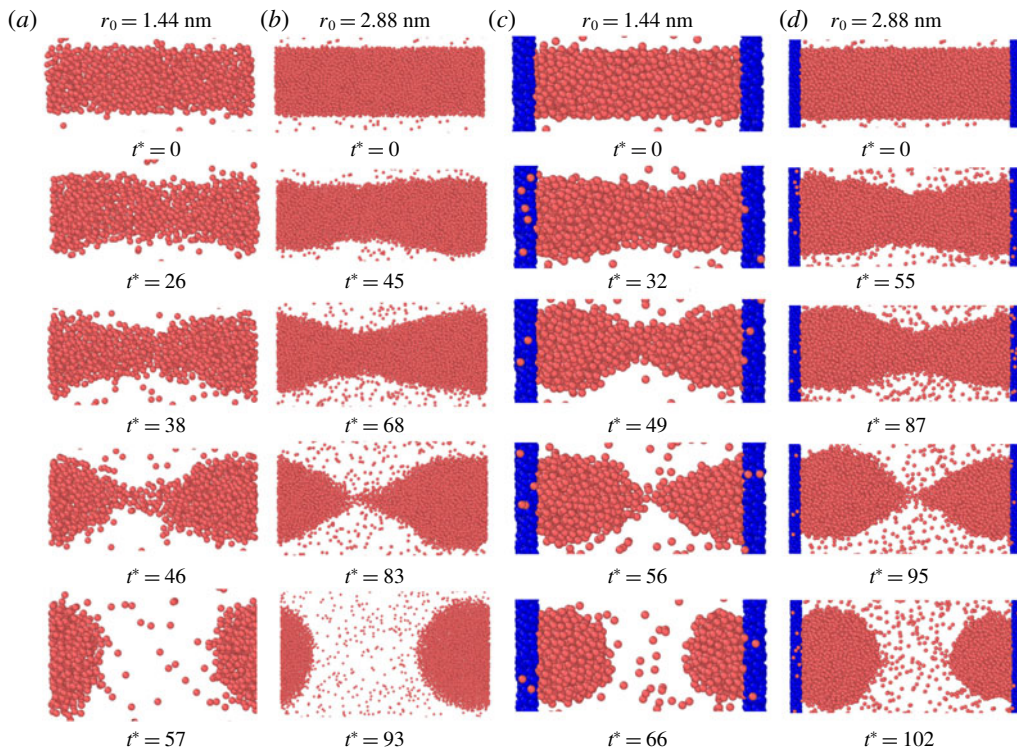 (a) r₀ = 1.44 nm (b) r₀ = 2.88 nm (c) r₀ = 1.44 nm (d) r₀ = 2.88 nm
t* = 0 t* = 0 t* = 0 t* = 0
t* = 26 t* = 45 t* = 32 t* = 55
t* = 38 t* = 68 t* = 49 t* = 87
t* = 46 t* = 83 t* = 56 t* = 95
t* = 57 t* = 93 t* = 66 t* = 102